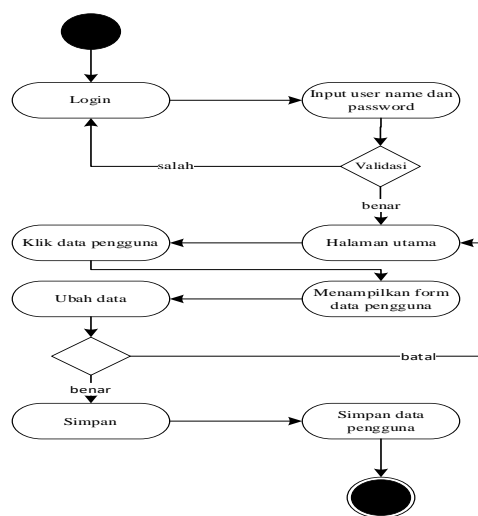 Login
Input user name dan
password
salah
Validasi
benar
Klik data pengguna
Halaman utama
Ubah data
Menampilkan form
data pengguna
batal
benar
Simpan
Simpan data
pengguna